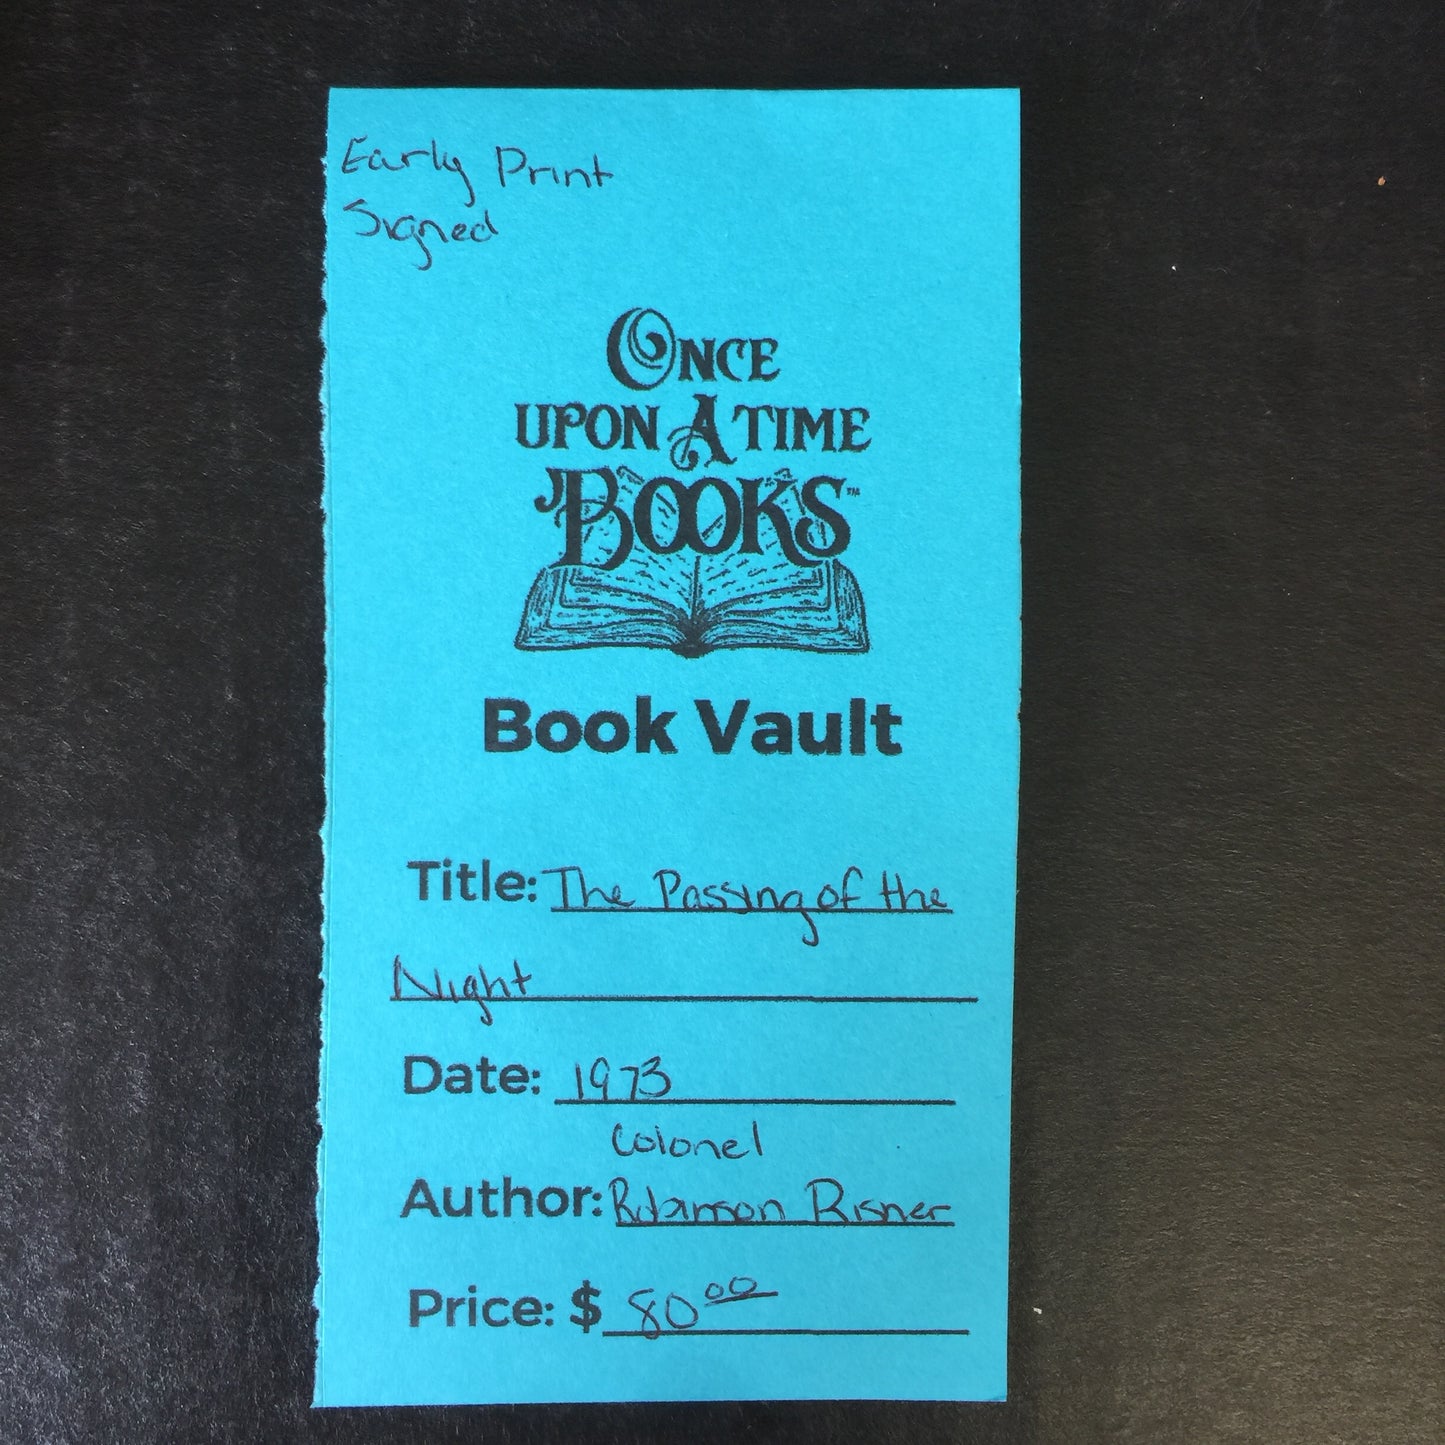 Early Print
Signed
ONCE
UPON A TIME
BOOKS™
Book Vault
Title: The Passing of the
Night
Date: 1973
Colonel
Author: Robinson Risner
Price: $ 80 00